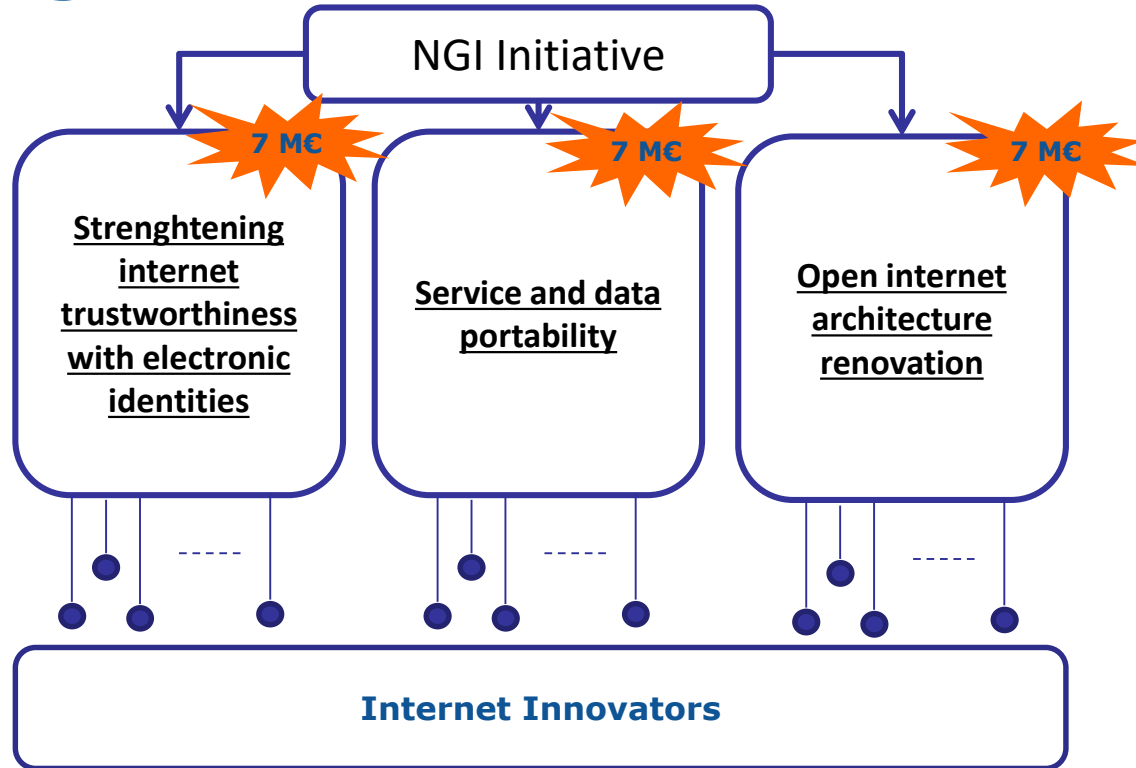 NGI Initiative
7 M€
7 M€
7 M€
Strenghtening
internet
trustworthiness
with electronic
identities
Service and data
portability
Open internet
architecture
renovation
Internet Innovators